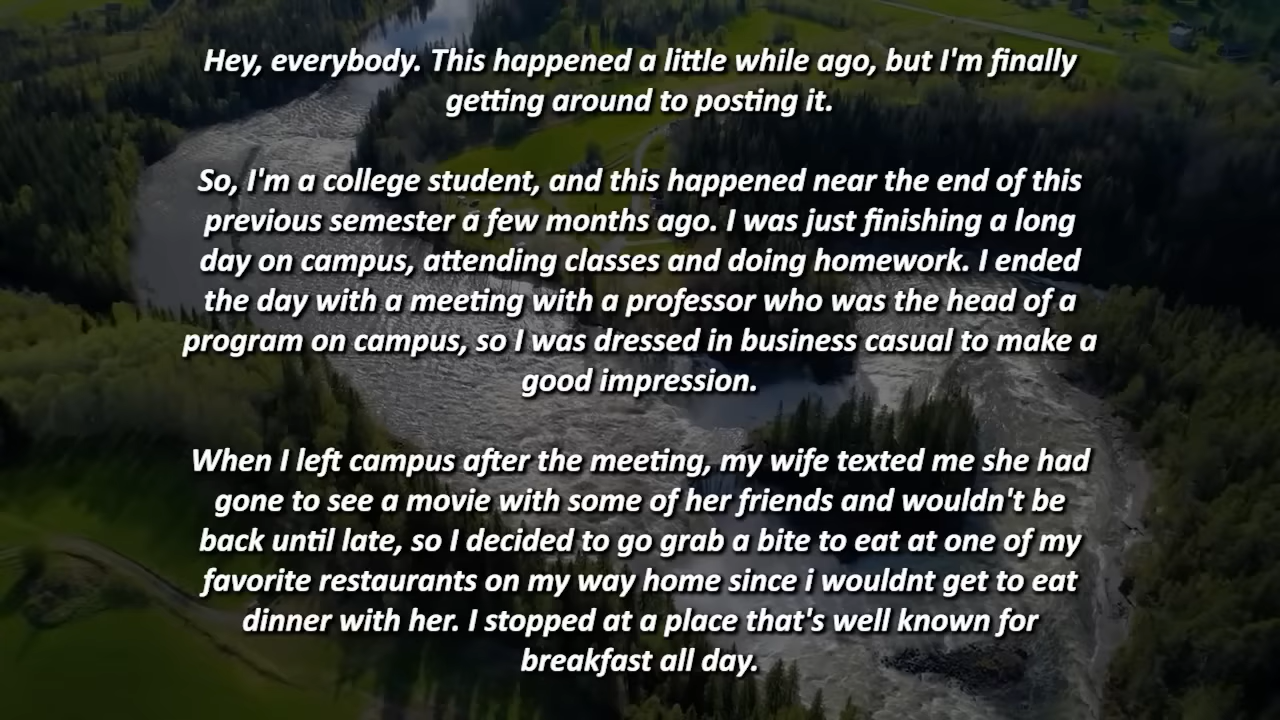 Hey, everybody. This happened a little while ago, but I'm finally
getting around to posting it.
So, I'm a college student, and this happened near the end of this
previous semester a few months ago. I was just finishing a long
day on campus, attending classes and doing homework. I ended
the day with a meeting with a professor who was the head of a
program on campus, so I was dressed in business casual to make a
good impression.
When I left campus after the meeting, my wife texted me she had
gone to see a movie with some of her friends and wouldn't be
back until late, so I decided to go grab a bite to eat at one of my
favorite restaurants on my way home since i wouldnt get to eat
dinner with her. I stopped at a place that's well known for
breakfast all day.